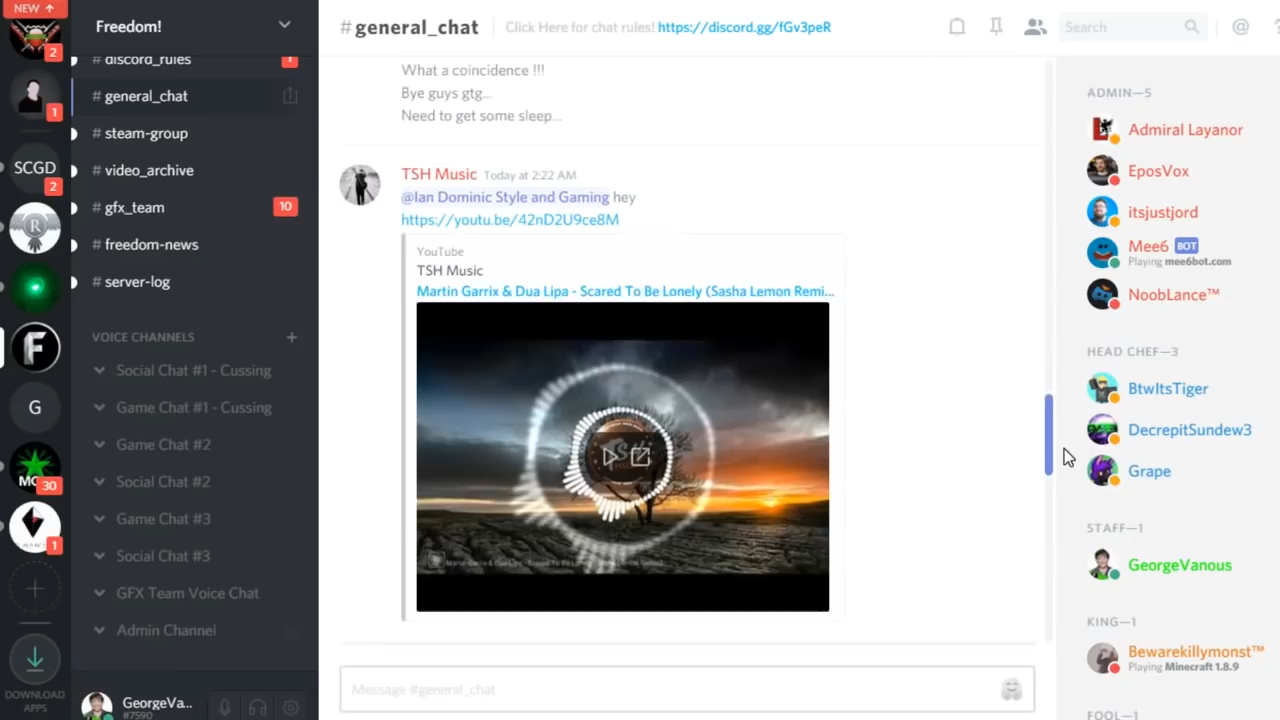 NEW ↑
2
1
SCGD
2
R
F
G
MC
30
1
+
DOWNLOAD
APPS
Freedom!
# discord_rules
1
# general_chat
# steam-group
# video_archive
# gfx_team
10
# freedom-news
# server-log
VOICE CHANNELS
+
Social Chat #1 - Cussing
Game Chat #1 - Cussing
Game Chat #2
Social Chat #2
Game Chat #3
Social Chat #3
GFX Team Voice Chat
Admin Channel
GeorgeVa...
#7590
#general_chat
Click Here for chat rules! https://discord.gg/fGv3peR
Search
@
?
What a coincidence !!!
Bye guys gtg...
Need to get some sleep...
TSH Music Today at 2:22 AM
@Ian Dominic Style and Gaming hey
https://youtu.be/42nD2U9ce8M
YouTube
TSH Music
Martin Garrix & Dua Lipa - Scared To Be Lonely (Sasha Lemon Remi...
Message #general_chat
ADMIN—5
Admiral Layanor
EposVox
itsjustjord
Mee6 BOT
Playing mee6bot.com
NoobLance™
HEAD CHEF—3
BtwItsTiger
DecrepitSundew3
Grape
STAFF—1
GeorgeVanous
KING—1
Bewarekillymonst™
Playing Minecraft 1.8.9
FOOL—1